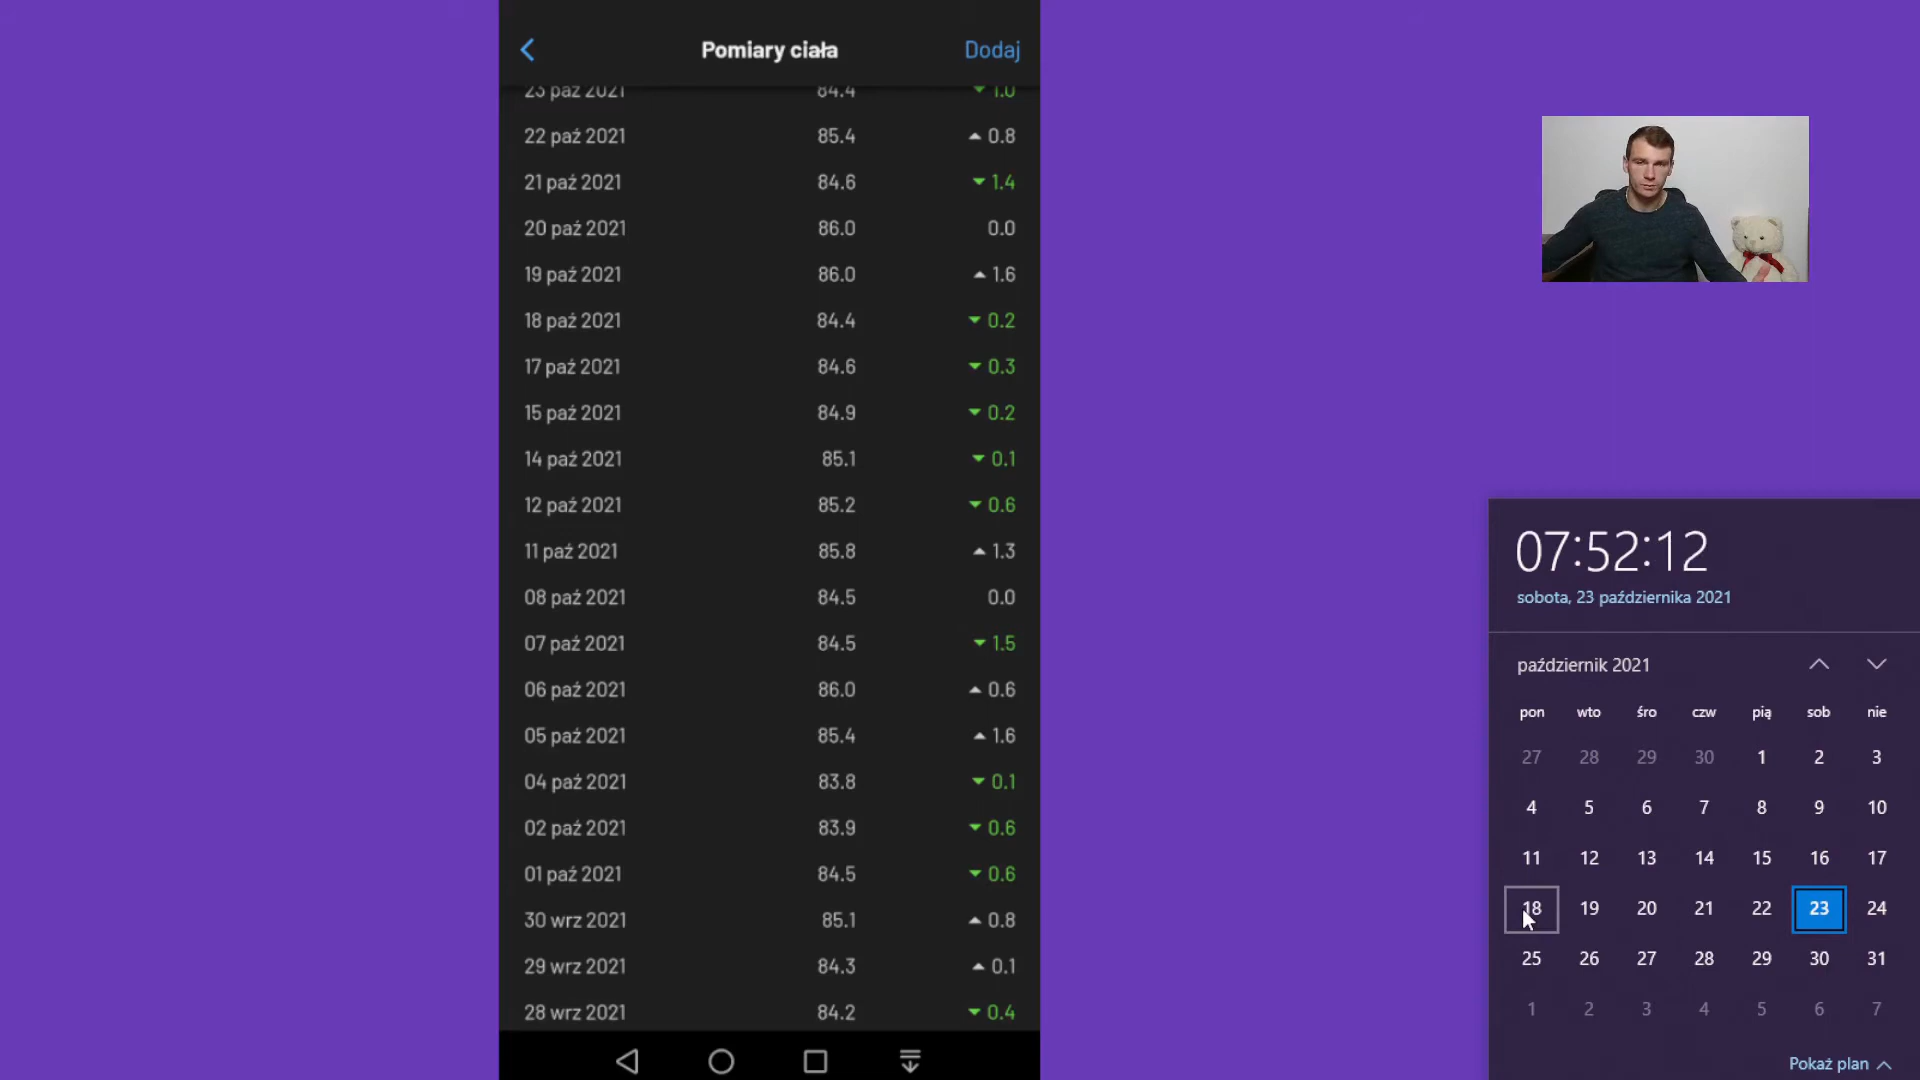 Pomiary ciała Dodaj
23 paź 2021 84.4 1.0
22 paź 2021 85.4 0.8
21 paź 2021 84.6 1.4
20 paź 2021 86.0 0.0
19 paź 2021 86.0 1.6
18 paź 2021 84.4 0.2
17 paź 2021 84.6 0.3
15 paź 2021 84.9 0.2
14 paź 2021 85.1 0.1
12 paź 2021 85.2 0.6
11 paź 2021 85.8 1.3
08 paź 2021 84.5 0.0
07 paź 2021 84.5 1.5
06 paź 2021 86.0 0.6
05 paź 2021 85.4 1.6
04 paź 2021 83.8 0.1
02 paź 2021 83.9 0.6
01 paź 2021 84.5 0.6
30 wrz 2021 85.1 0.8
29 wrz 2021 84.3 0.1
28 wrz 2021 84.2 0.4
07:52:12
sobota, 23 października 2021
październik 2021
pon wto śro czw pią sob nie
27 28 29 30 1 2 3
4 5 6 7 8 9 10
11 12 13 14 15 16 17
18 19 20 21 22 23 24
25 26 27 28 29 30 31
1 2 3 4 5 6 7
Pokaż plan